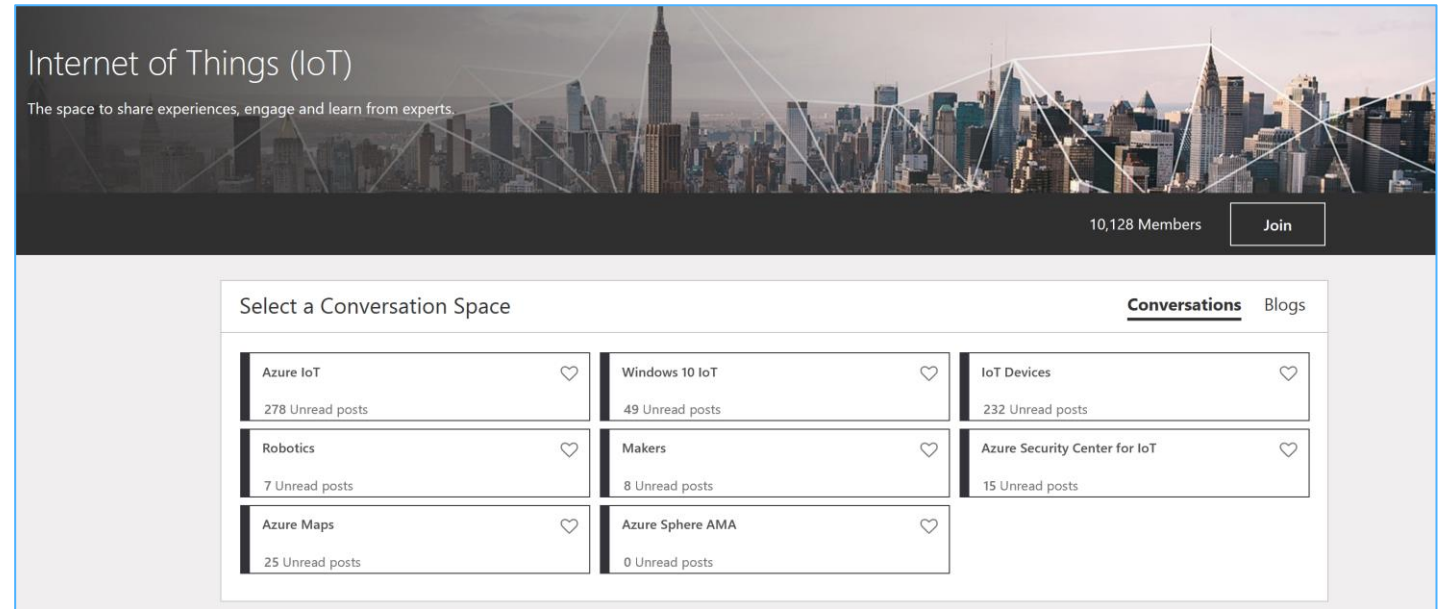 Internet of Things (IoT)
The space to share experiences, engage and learn from experts.
10,128 Members
Join
Select a Conversation Space
Conversations
Blogs
Azure IoT
278 Unread posts
Windows 10 IoT
49 Unread posts
IoT Devices
232 Unread posts
Robotics
7 Unread posts
Makers
8 Unread posts
Azure Security Center for IoT
15 Unread posts
Azure Maps
25 Unread posts
Azure Sphere AMA
0 Unread posts